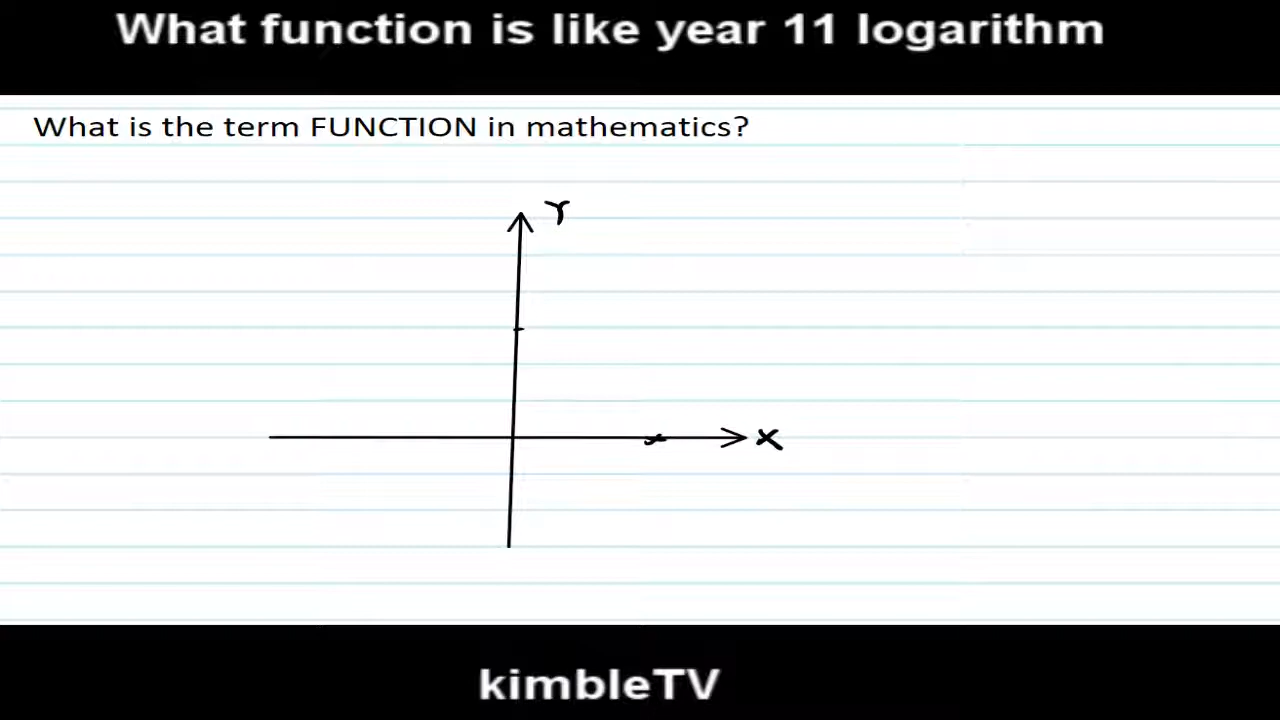 What function is like year 11 logarithm
What is the term FUNCTION in mathematics?
Y
X
kimbleTV